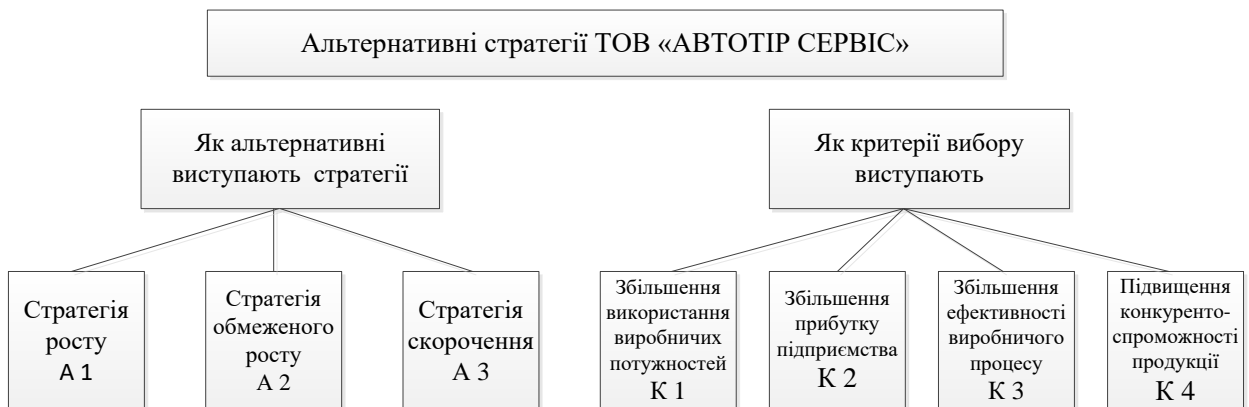 Альтернативні стратегії ТОВ «АВТОТІР СЕРВІС»
Як альтернативні
виступають стратегії
Як критерії вибору
виступають
Стратегія
росту
А 1
Стратегія
обмеженого
росту
А 2
Стратегія
скорочення
А 3
Збільшення
використання
виробничих
потужностей
К 1
Збільшення
прибутку
підприємства
К 2
Збільшення
ефективності
виробничого
процесу
К 3
Підвищення
конкуренто-
спроможності
продукції
К 4